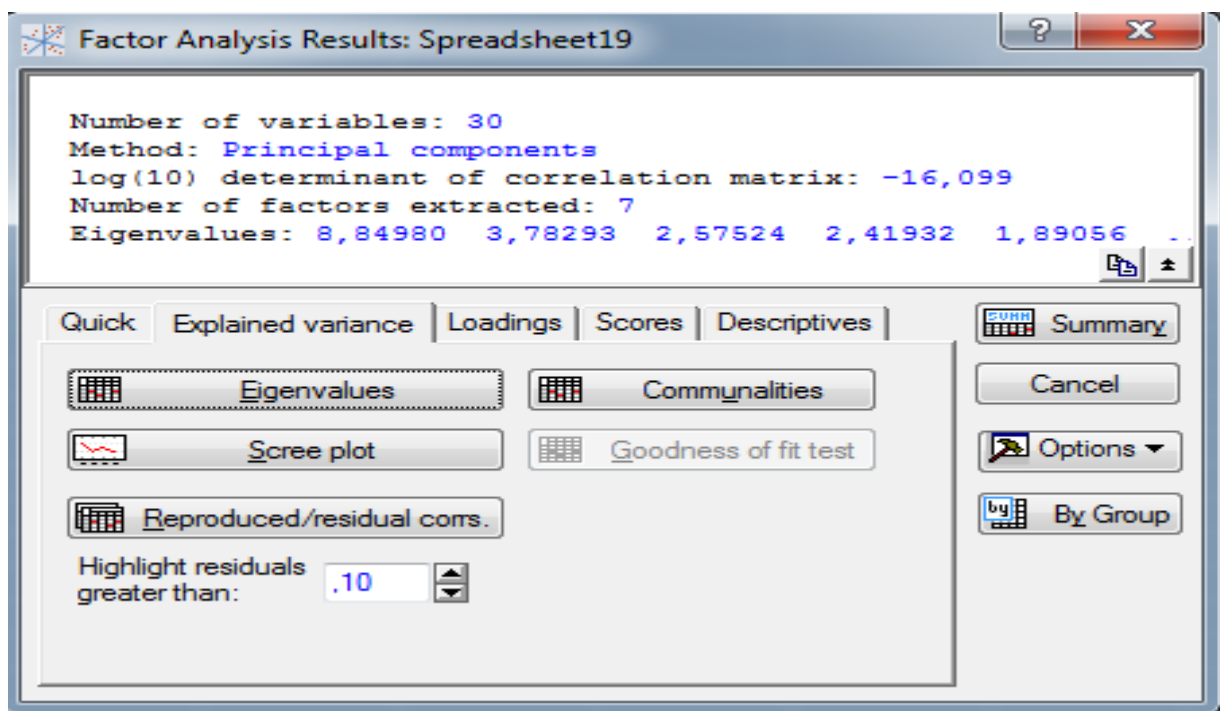 Factor Analysis Results: Spreadsheet19
Number of variables: 30
Method: Principal components
log(10) determinant of correlation matrix: -16,099
Number of factors extracted: 7
Eigenvalues: 8,84980 3,78293 2,57524 2,41932 1,89056 ..
Quick Explained variance Loadings Scores Descriptives
Eigenvalues
Communalities
Scree plot
Goodness of fit test
Reproduced/residual corrs.
Highlight residuals
greater than:
,10
Summary
Cancel
Options
By Group